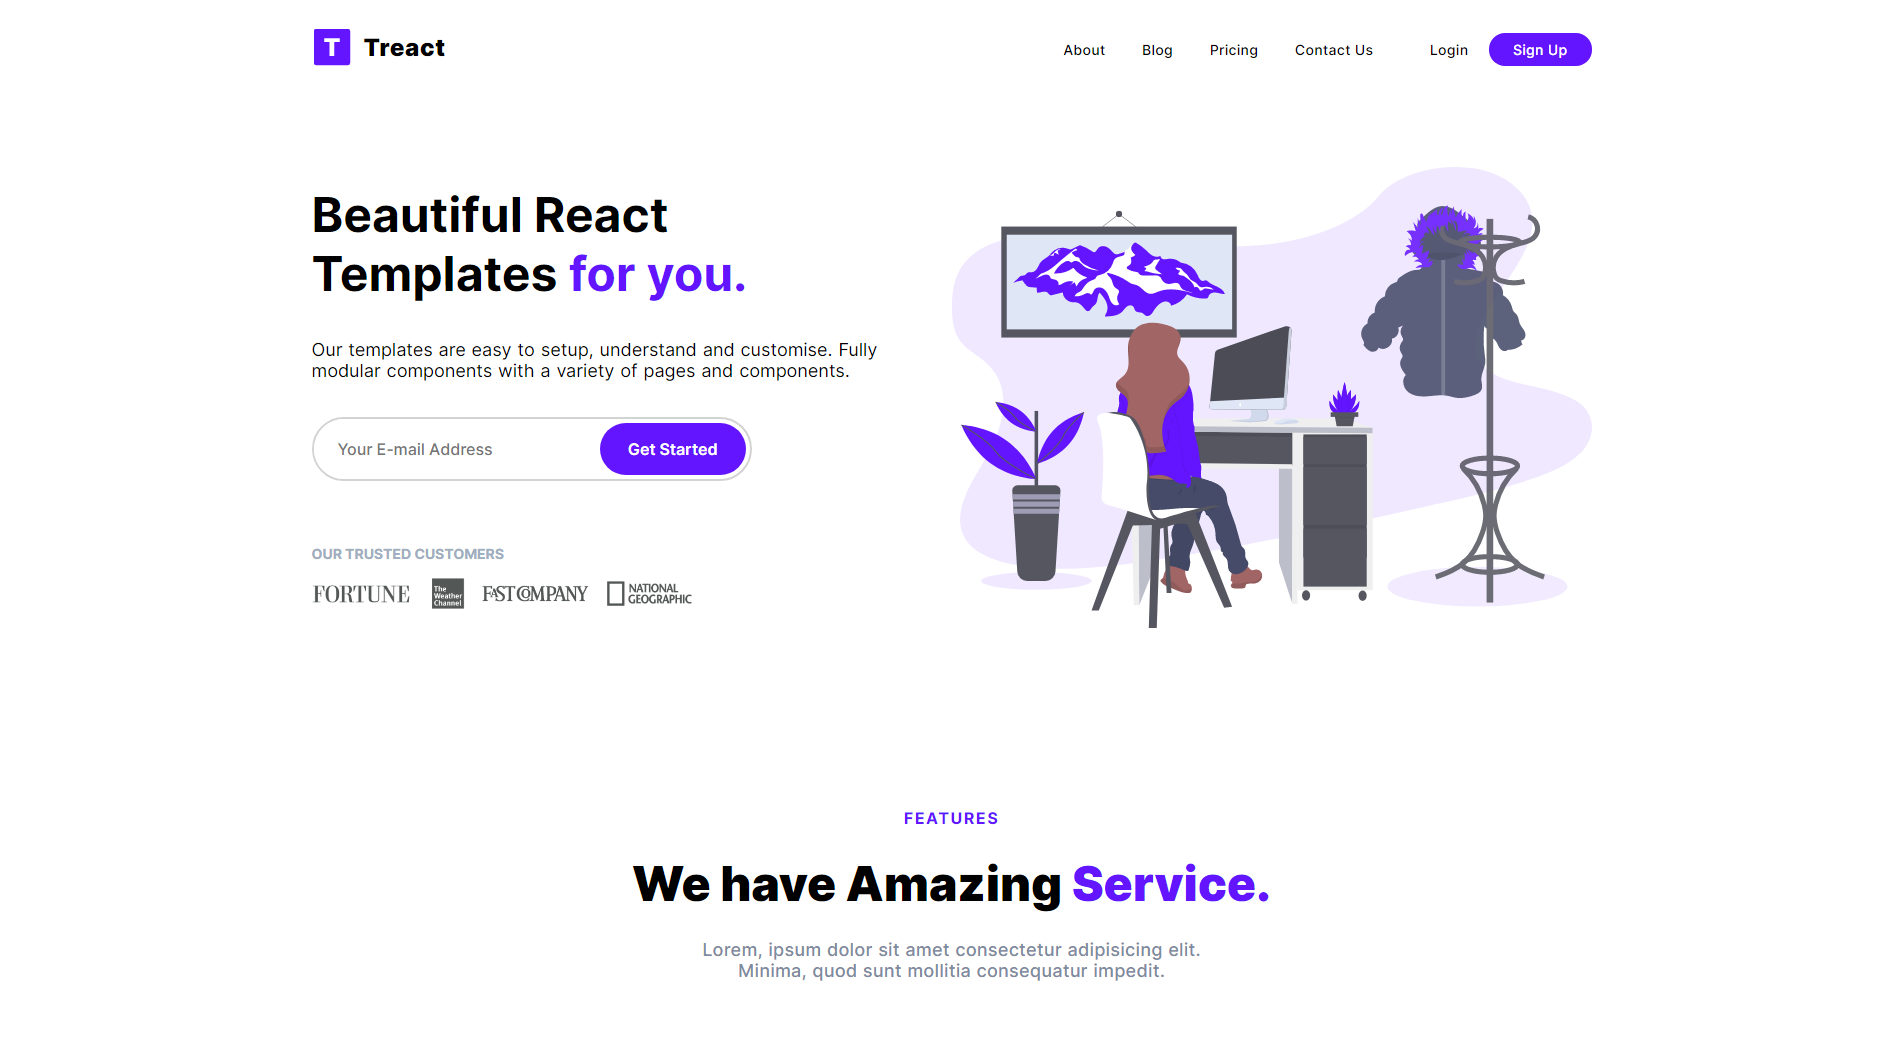 T Treact
About Blog Pricing Contact Us Login Sign Up
Beautiful React
Templates for you.
Our templates are easy to setup, understand and customise. Fully
modular components with a variety of pages and components.
Your E-mail Address Get Started
OUR TRUSTED CUSTOMERS
FORTUNE
The
Weather
Channel
FAST COMPANY
NATIONAL
GEOGRAPHIC
FEATURES
We have Amazing Service.
Lorem, ipsum dolor sit amet consectetur adipisicing elit.
Minima, quod sunt mollitia consequatur impedit.